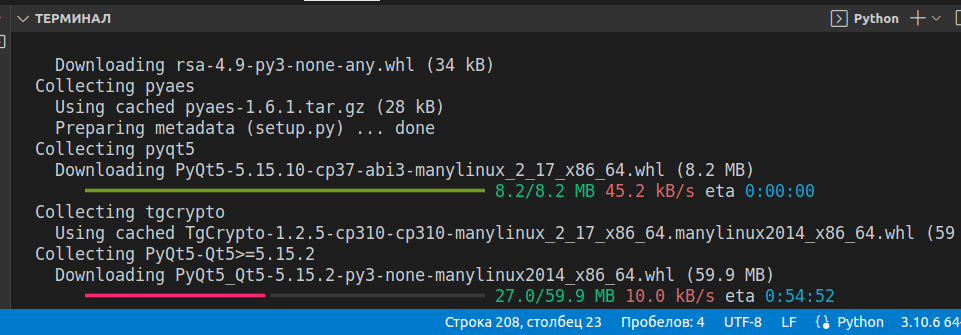 ТЕРМИНАЛ
Python
Downloading rsa-4.9-py3-none-any.whl (34 kB)
Collecting pyaes
Using cached pyaes-1.6.1.tar.gz (28 kB)
Preparing metadata (setup.py) ... done
Collecting pyqt5
Downloading PyQt5-5.15.10-cp37-abi3-manylinux_2_17_x86_64.whl (8.2 MB)
8.2/8.2 MB 45.2 kB/s eta 0:00:00
Collecting tgcrypto
Using cached TgCrypto-1.2.5-cp310-cp310-manylinux_2_17_x86_64.manylinux2014_x86_64.whl (59
Collecting PyQt5-Qt5>=5.15.2
Downloading PyQt5_Qt5-5.15.2-py3-none-manylinux2014_x86_64.whl (59.9 MB)
27.0/59.9 MB 10.0 kB/s eta 0:54:52
Строка 208, столбец 23 Пробелов: 4 UTF-8 LF Python 3.10.6 64-